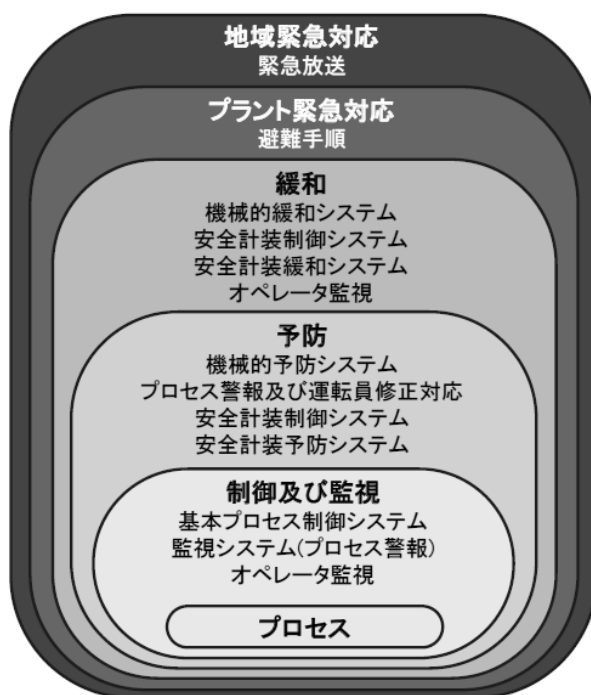 地域緊急対応
緊急放送
プラント緊急対応
避難手順
緩和
機械的緩和システム
安全計装制御システム
安全計装緩和システム
オペレータ監視
予防
機械的予防システム
プロセス警報及び運転員修正対応
安全計装制御システム
安全計装予防システム
制御及び監視
基本プロセス制御システム
監視システム(プロセス警報)
オペレータ監視
プロセス